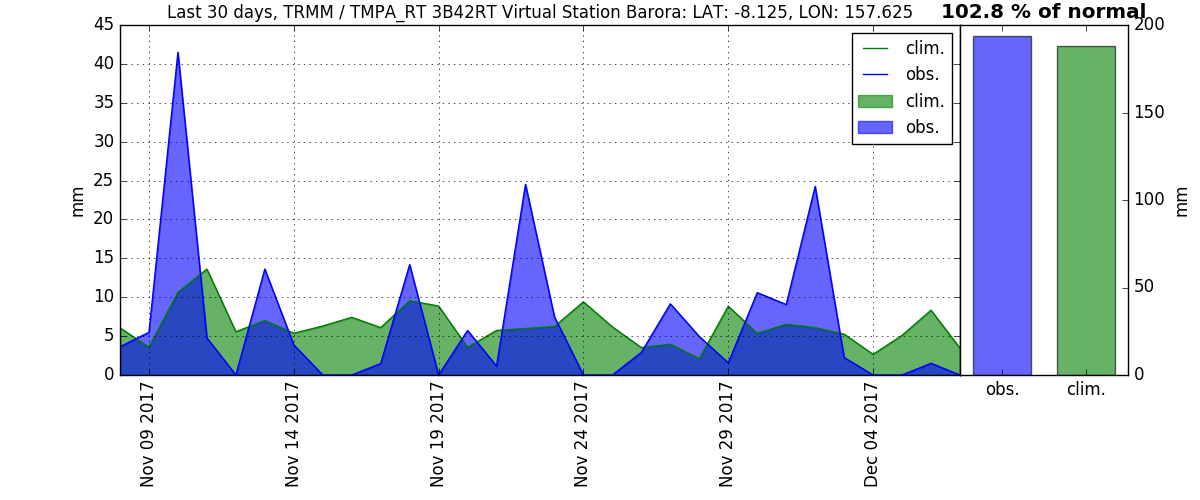 Last 30 days, TRMM / TMPA_RT 3B42RT Virtual Station Barora: LAT: -8.125, LON: 157.625
102.8 % of normal
45
40
35
30
25
20
15
10
5
0
mm
clim.
obs.
clim.
obs.
200
150
100
50
0
mm
obs.
clim.
Nov 09 2017
Nov 14 2017
Nov 19 2017
Nov 24 2017
Nov 29 2017
Dec 04 2017